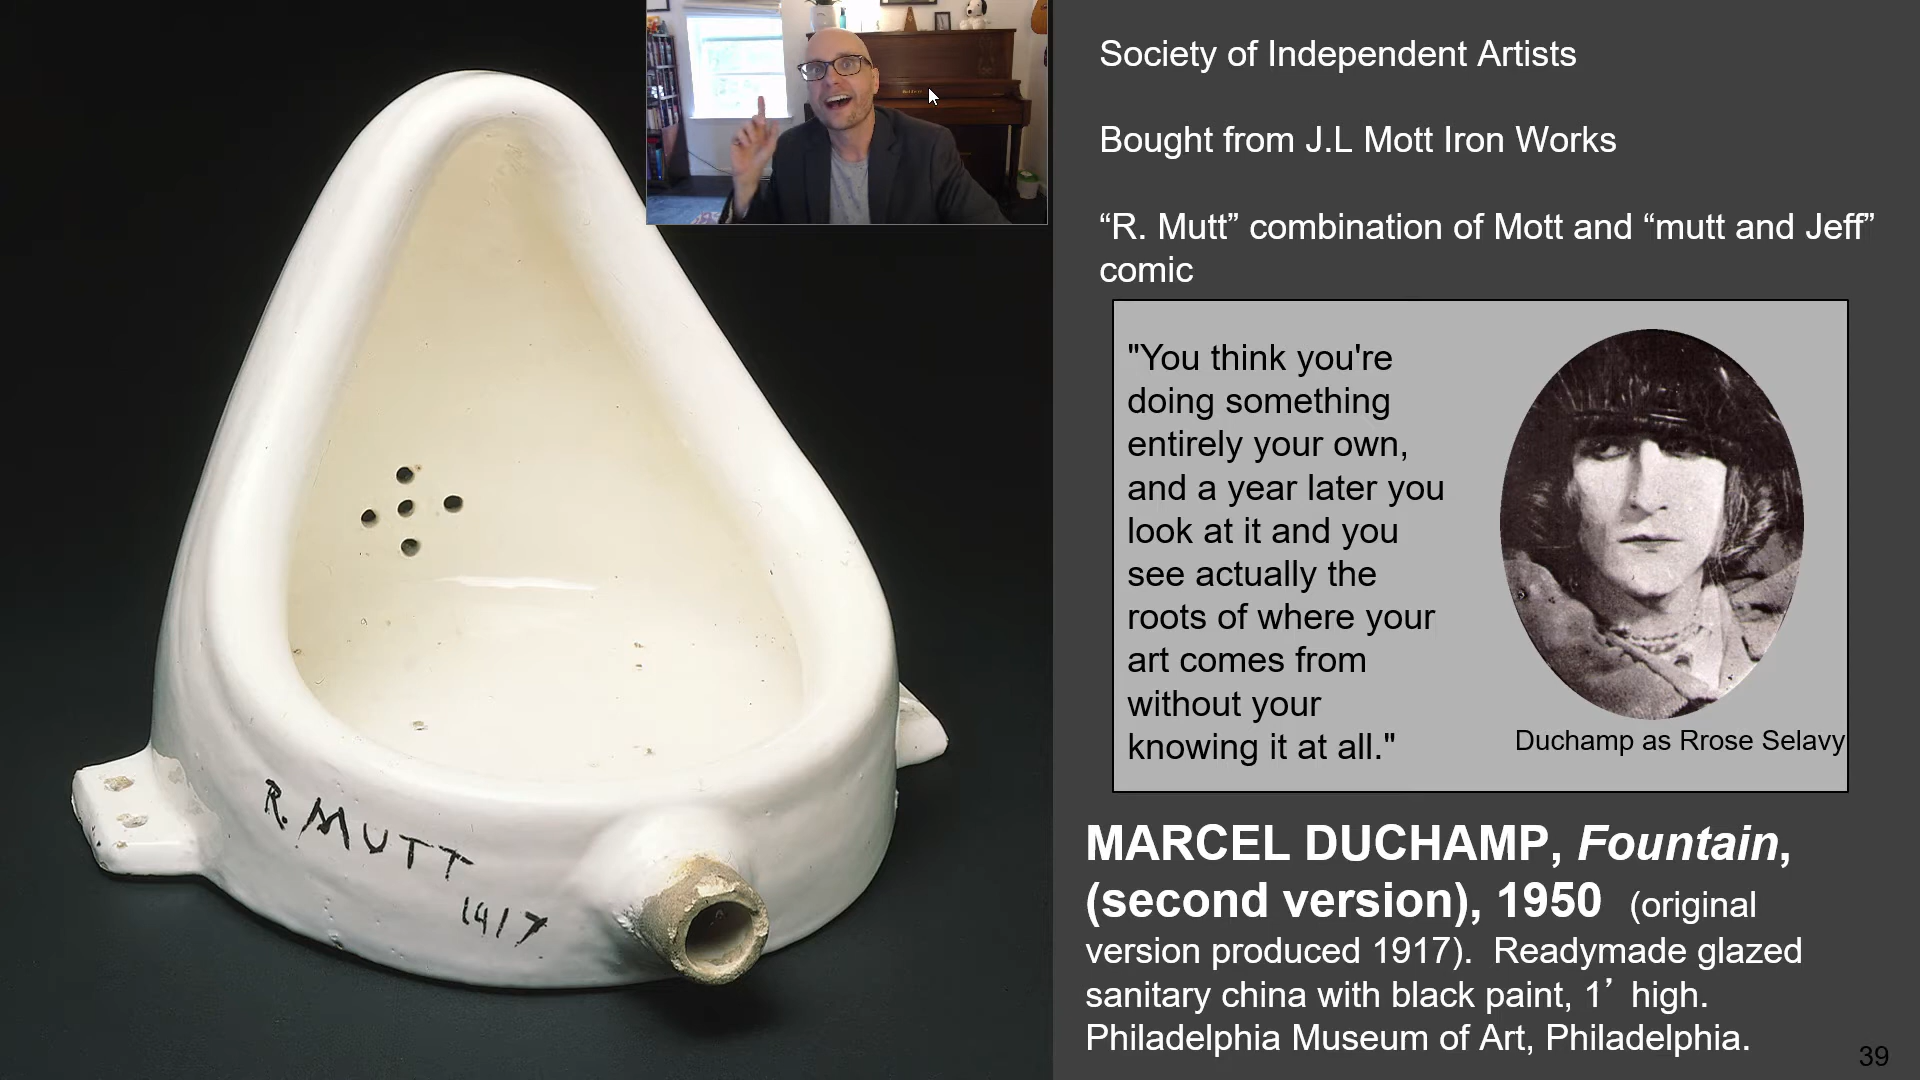 R. MUTT
1917
Society of Independent Artists
Bought from J.L Mott Iron Works
“R. Mutt” combination of Mott and “mutt and Jeff”
comic
"You think you're
doing something
entirely your own,
and a year later you
look at it and you
see actually the
roots of where your
art comes from
without your
knowing it at all."
Duchamp as Rrose Selavy
MARCEL DUCHAMP, Fountain,
(second version), 1950 (original
version produced 1917). Readymade glazed
sanitary china with black paint, 1’ high.
Philadelphia Museum of Art, Philadelphia.
39